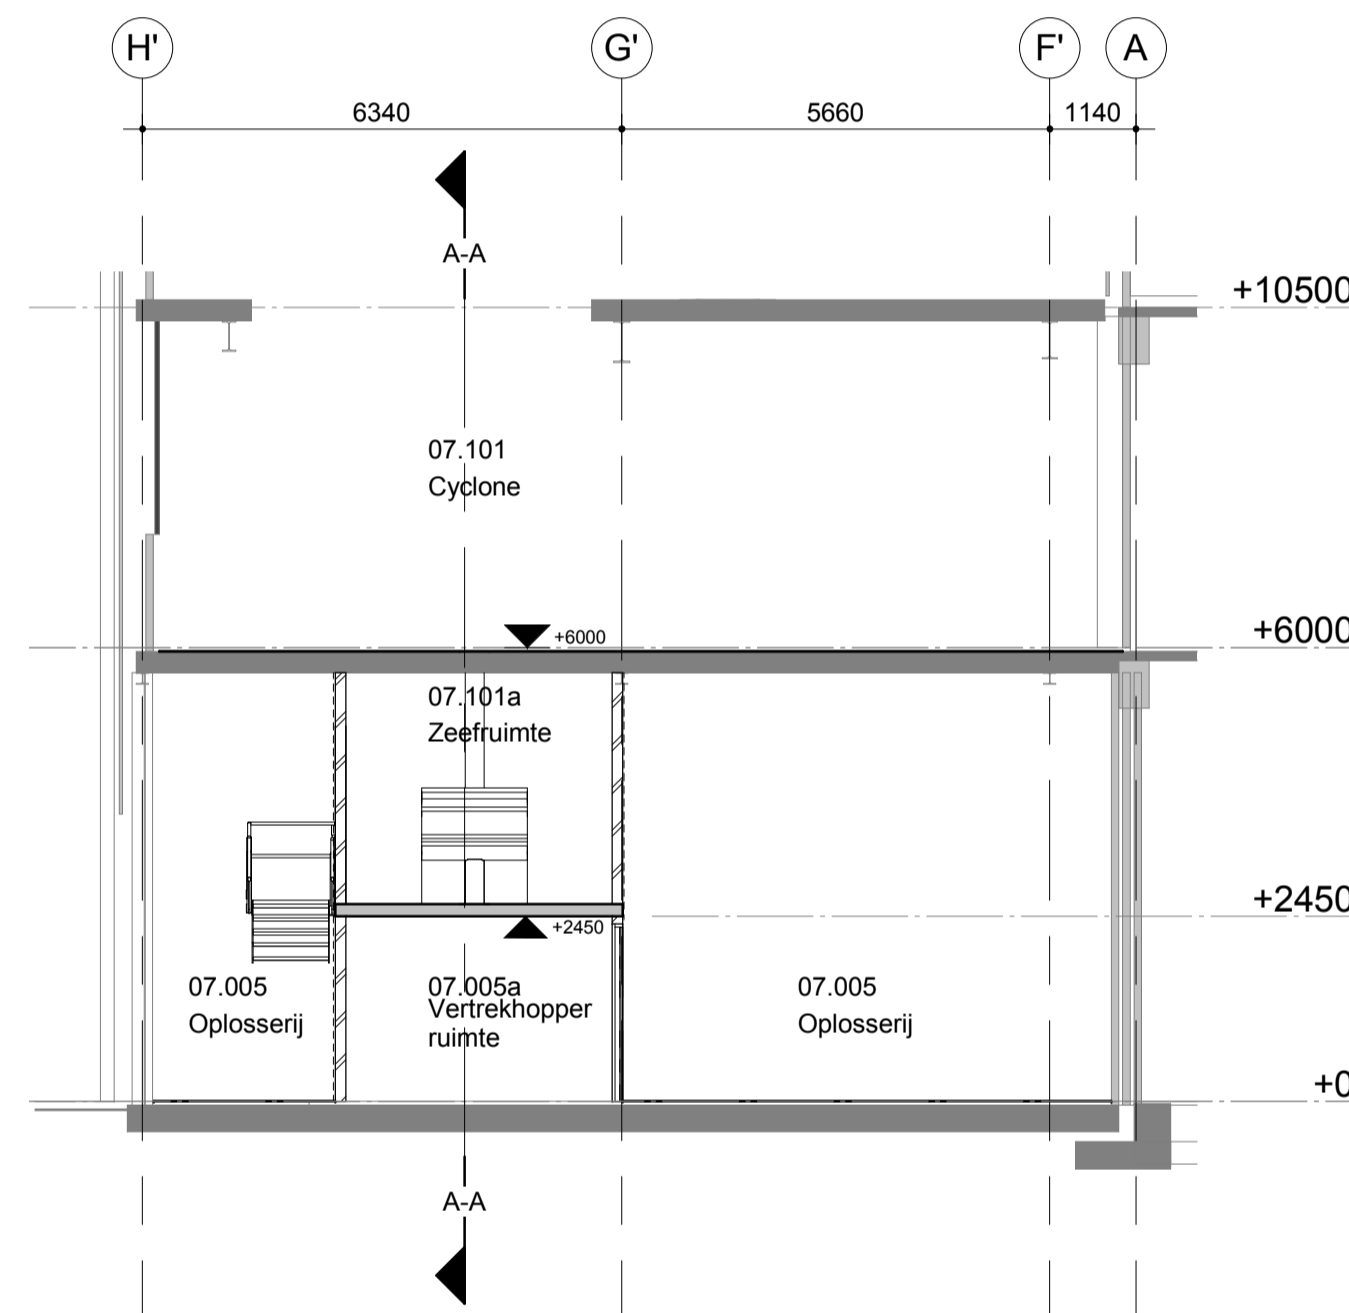 H' G' F' A
6340 5660 1140
A-A
+10500
07.101
Cyclone
+6000
+6000
07.101a
Zeefruimte
+2450
+2450
07.005 07.005a 07.005
Vertrekhopper
Oplosserij ruimte Oplosserij
+0
A-A